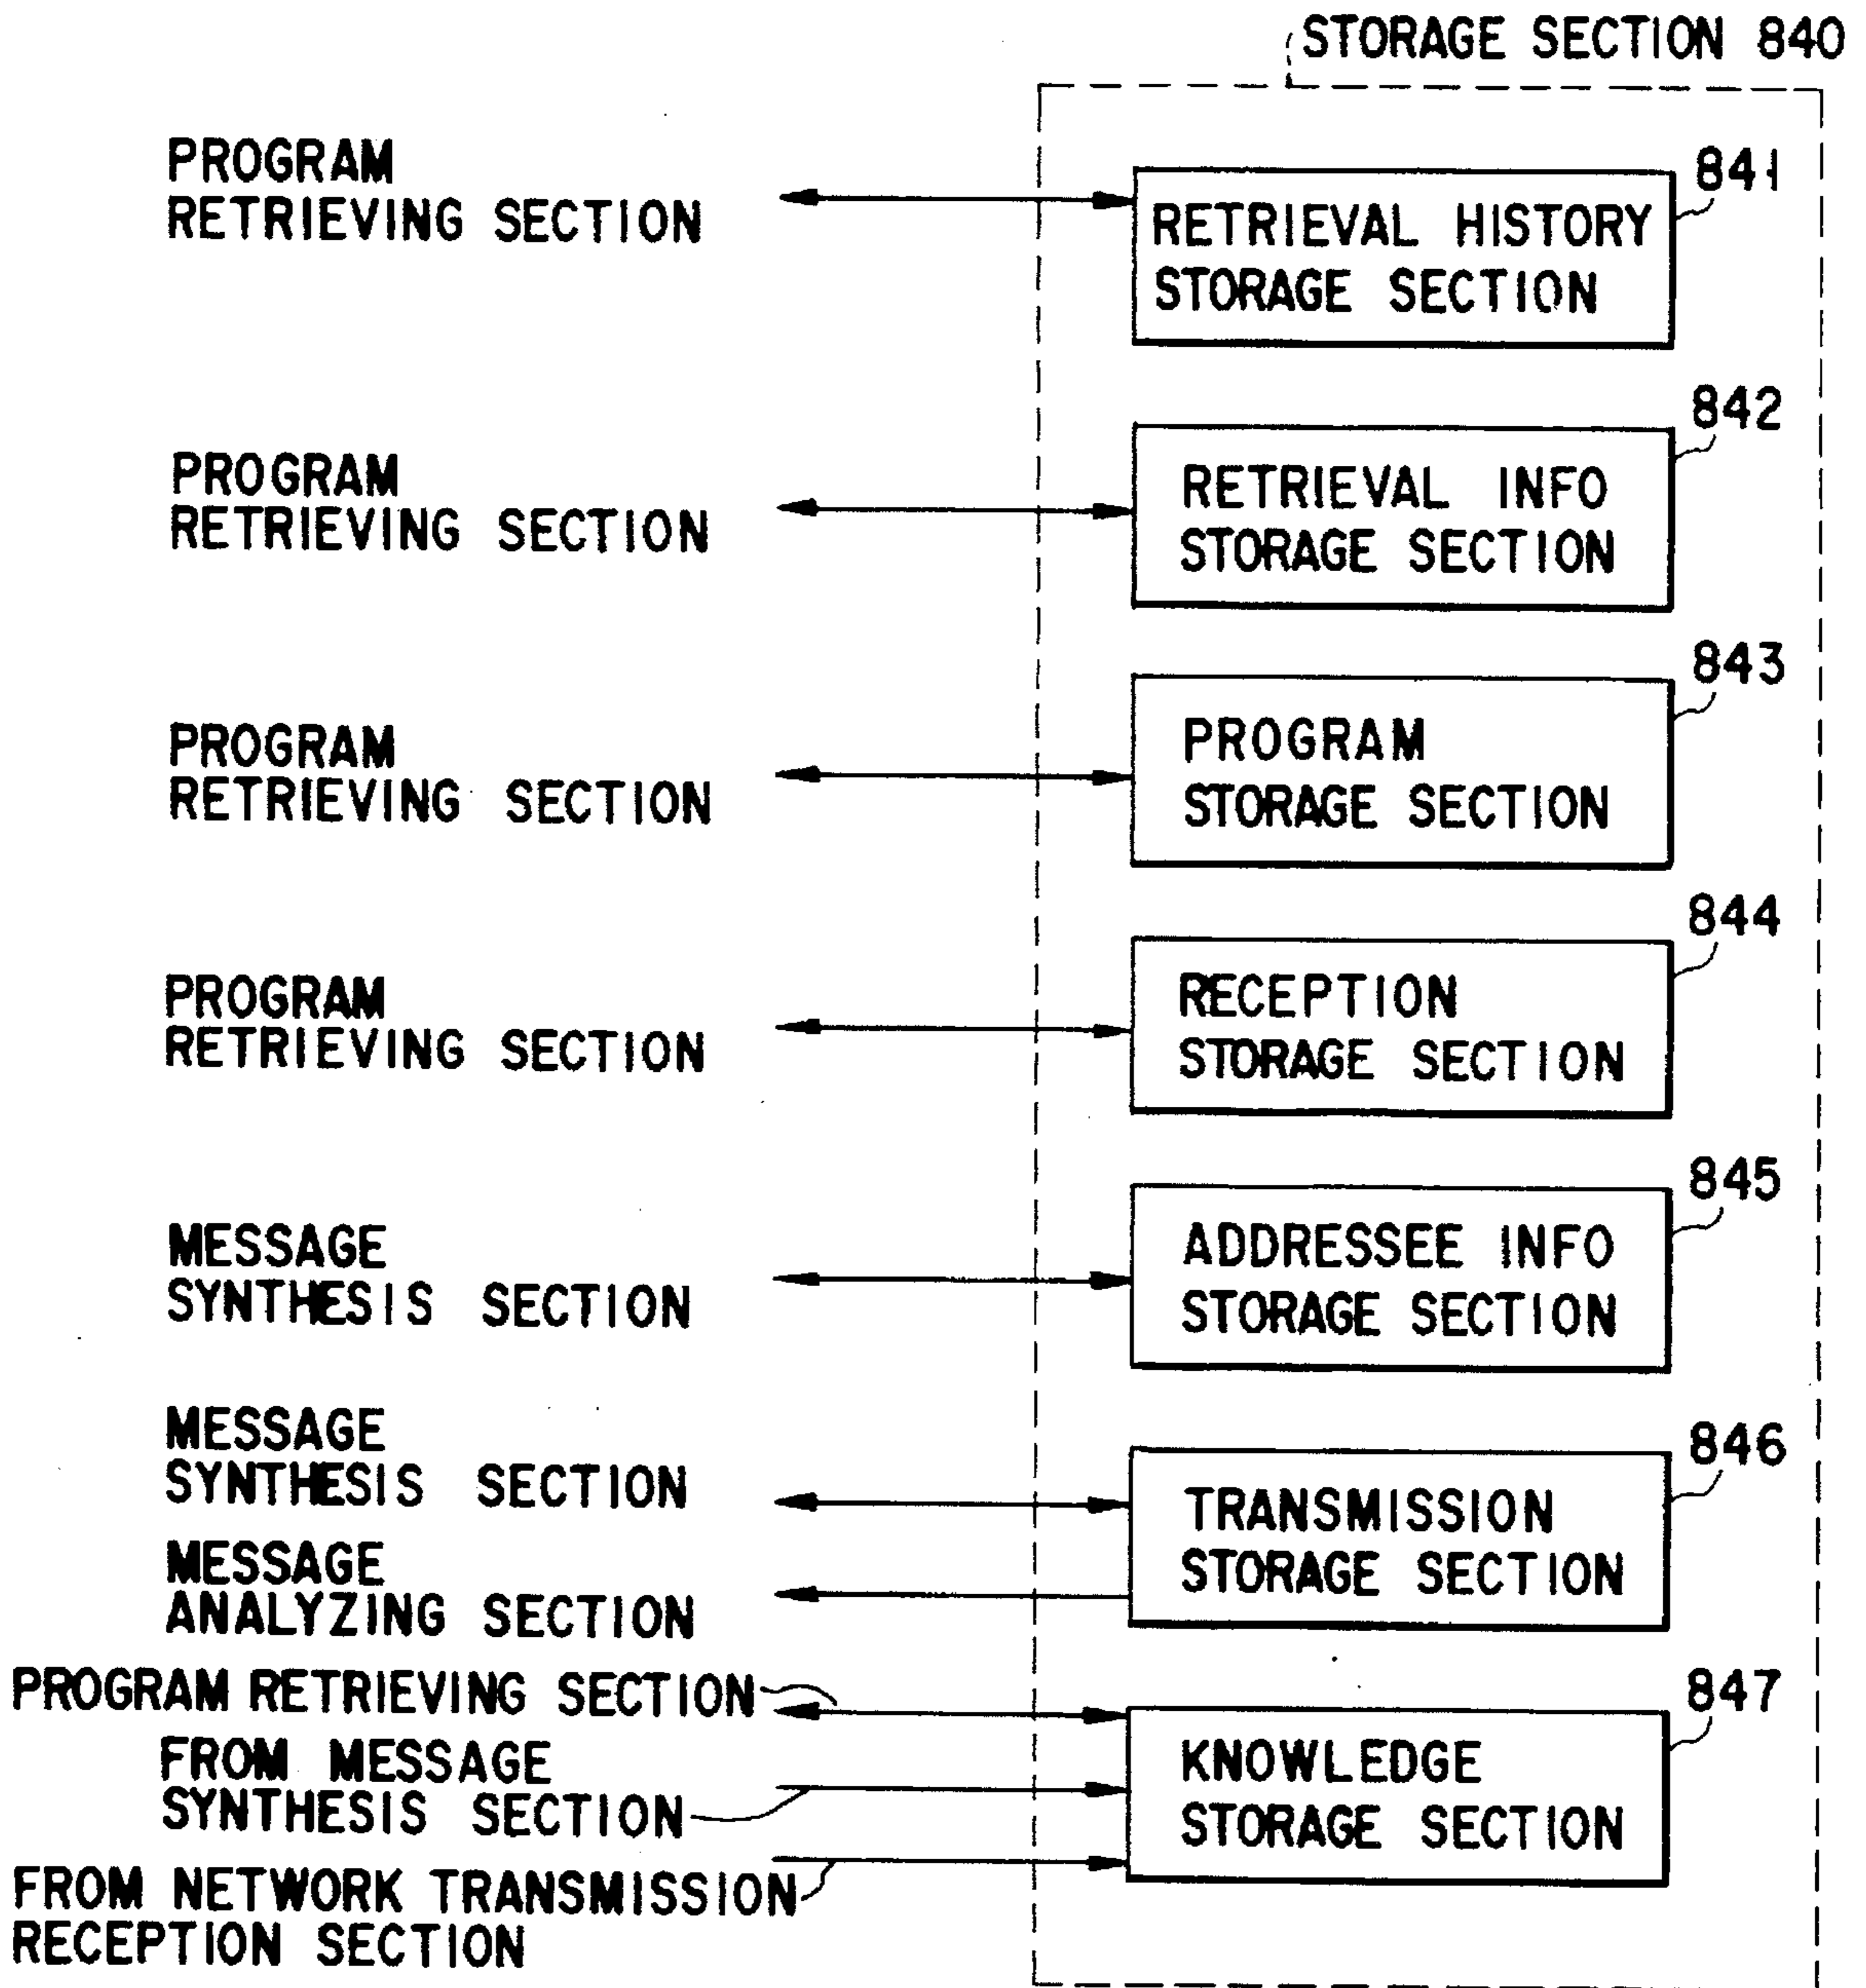 STORAGE SECTION 840
PROGRAM
RETRIEVING SECTION
841
RETRIEVAL HISTORY
STORAGE SECTION
PROGRAM
RETRIEVING SECTION
842
RETRIEVAL INFO
STORAGE SECTION
PROGRAM
RETRIEVING SECTION
843
PROGRAM
STORAGE SECTION
PROGRAM
RETRIEVING SECTION
844
RECEPTION
STORAGE SECTION
MESSAGE
SYNTHESIS SECTION
845
ADDRESSEE INFO
STORAGE SECTION
MESSAGE
SYNTHESIS SECTION
MESSAGE
ANALYZING SECTION
846
TRANSMISSION
STORAGE SECTION
PROGRAM RETRIEVING SECTION
FROM MESSAGE
SYNTHESIS SECTION
FROM NETWORK TRANSMISSION
RECEPTION SECTION
847
KNOWLEDGE
STORAGE SECTION